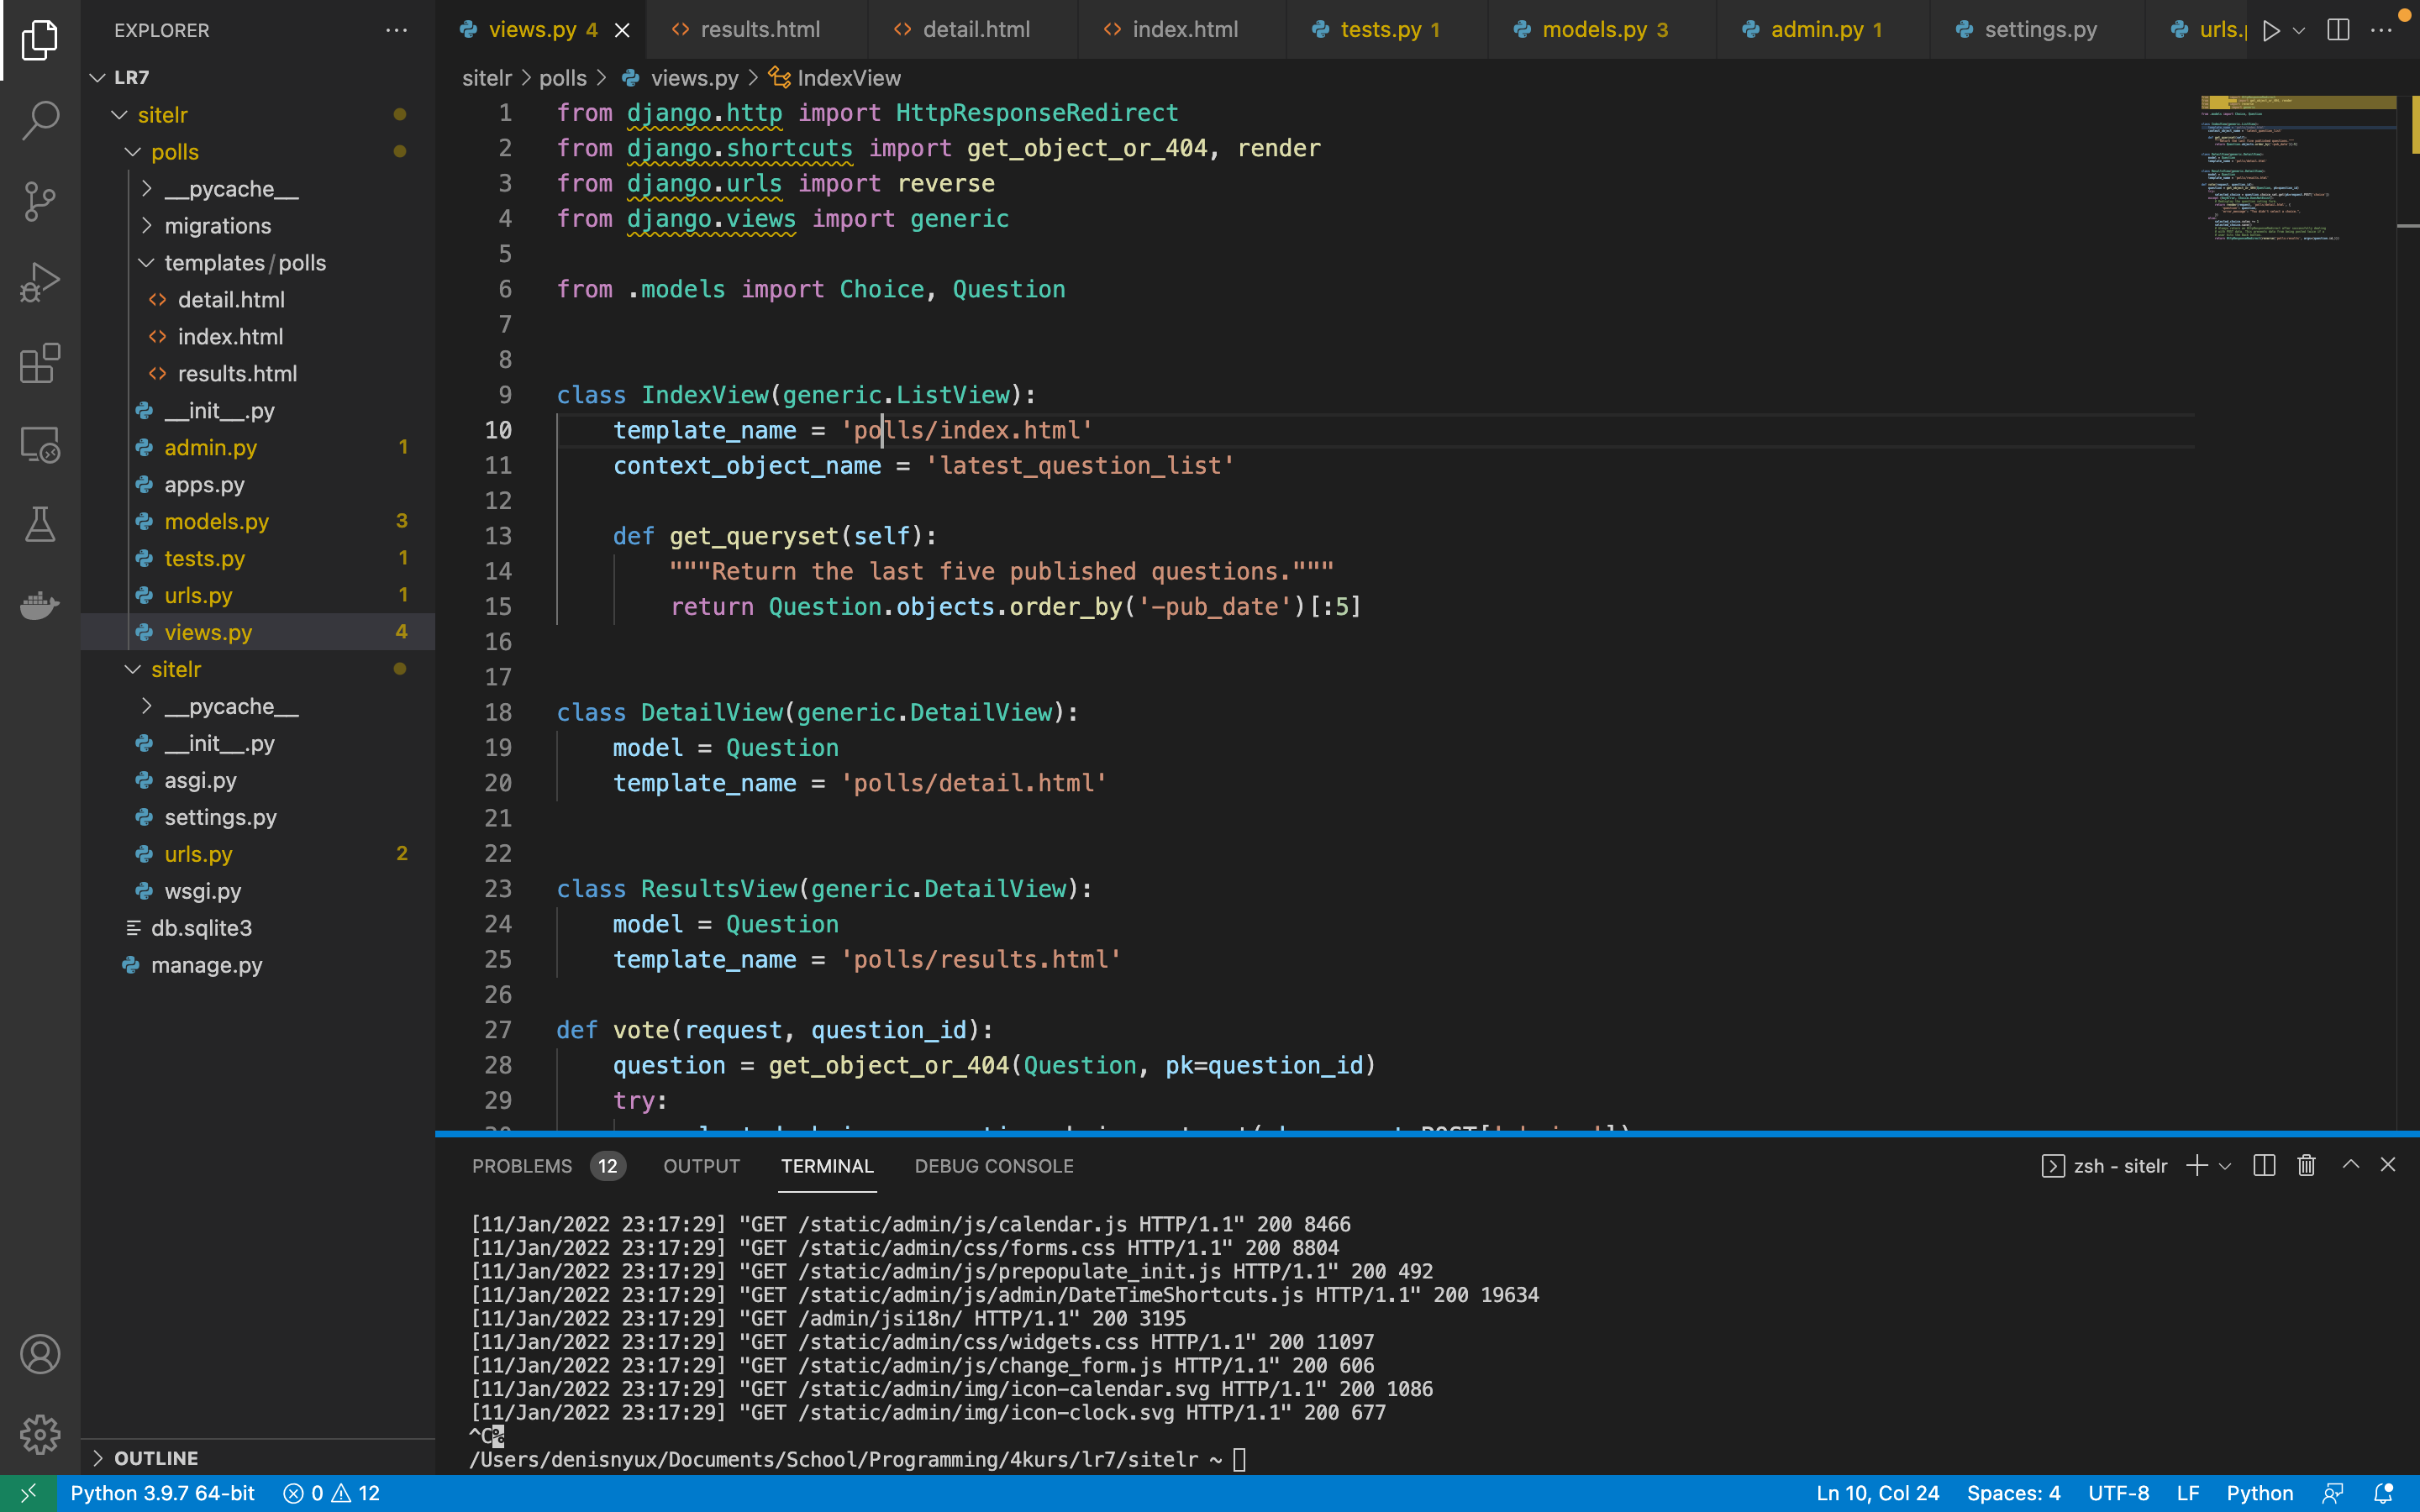 EXPLORER
LR7
sitelr
polls
__pycache__
migrations
templates/polls
detail.html
index.html
results.html
__init__.py
admin.py 1
apps.py
models.py 3
tests.py 1
urls.py 1
views.py 4
sitelr
__pycache__
__init__.py
asgi.py
settings.py
urls.py 2
wsgi.py
db.sqlite3
manage.py
OUTLINE
views.py 4 results.html detail.html index.html tests.py 1 models.py 3 admin.py 1 settings.py urls.
sitelr > polls > views.py > IndexView
1 from django.http import HttpResponseRedirect
2 from django.shortcuts import get_object_or_404, render
3 from django.urls import reverse
4 from django.views import generic
5
6 from .models import Choice, Question
7
8
9 class IndexView(generic.ListView):
10 template_name = 'polls/index.html'
11 context_object_name = 'latest_question_list'
12
13 def get_queryset(self):
14 """Return the last five published questions."""
15 return Question.objects.order_by('-pub_date')[:5]
16
17
18 class DetailView(generic.DetailView):
19 model = Question
20 template_name = 'polls/detail.html'
21
22
23 class ResultsView(generic.DetailView):
24 model = Question
25 template_name = 'polls/results.html'
26
27 def vote(request, question_id):
28 question = get_object_or_404(Question, pk=question_id)
29 try:
PROBLEMS 12 OUTPUT TERMINAL DEBUG CONSOLE zsh - sitelr
[11/Jan/2022 23:17:29] "GET /static/admin/js/calendar.js HTTP/1.1" 200 8466
[11/Jan/2022 23:17:29] "GET /static/admin/css/forms.css HTTP/1.1" 200 8804
[11/Jan/2022 23:17:29] "GET /static/admin/js/prepopulate_init.js HTTP/1.1" 200 492
[11/Jan/2022 23:17:29] "GET /static/admin/js/admin/DateTimeShortcuts.js HTTP/1.1" 200 19634
[11/Jan/2022 23:17:29] "GET /admin/jsi18n/ HTTP/1.1" 200 3195
[11/Jan/2022 23:17:29] "GET /static/admin/css/widgets.css HTTP/1.1" 200 11097
[11/Jan/2022 23:17:29] "GET /static/admin/js/change_form.js HTTP/1.1" 200 606
[11/Jan/2022 23:17:29] "GET /static/admin/img/icon-calendar.svg HTTP/1.1" 200 1086
[11/Jan/2022 23:17:29] "GET /static/admin/img/icon-clock.svg HTTP/1.1" 200 677
^C%
/Users/denisnyux/Documents/School/Programming/4kurs/lr7/sitelr ~
Python 3.9.7 64-bit 0 12 Ln 10, Col 24 Spaces: 4 UTF-8 LF Python